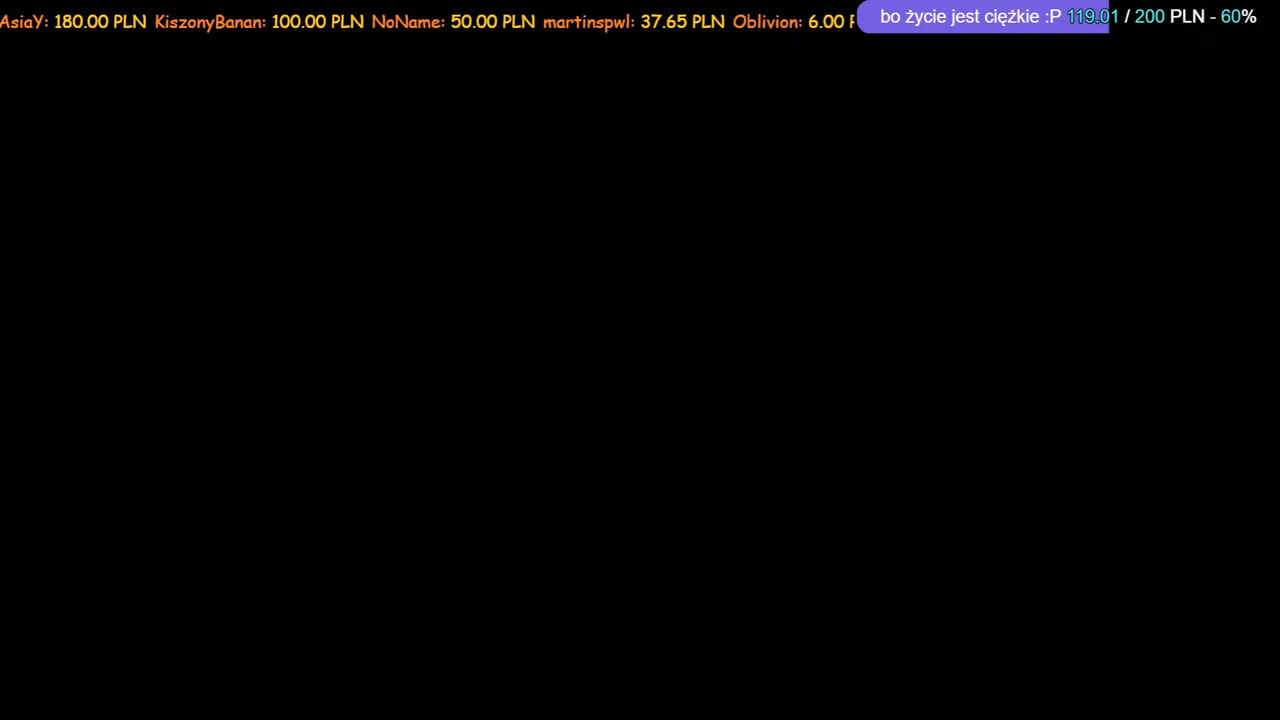 AsiaY: 180.00 PLN KiszonyBanan: 100.00 PLN NoName: 50.00 PLN martinspwl: 37.65 PLN Oblivion: 6.00
bo życie jest ciężkie :P 119.01 / 200 PLN - 60%